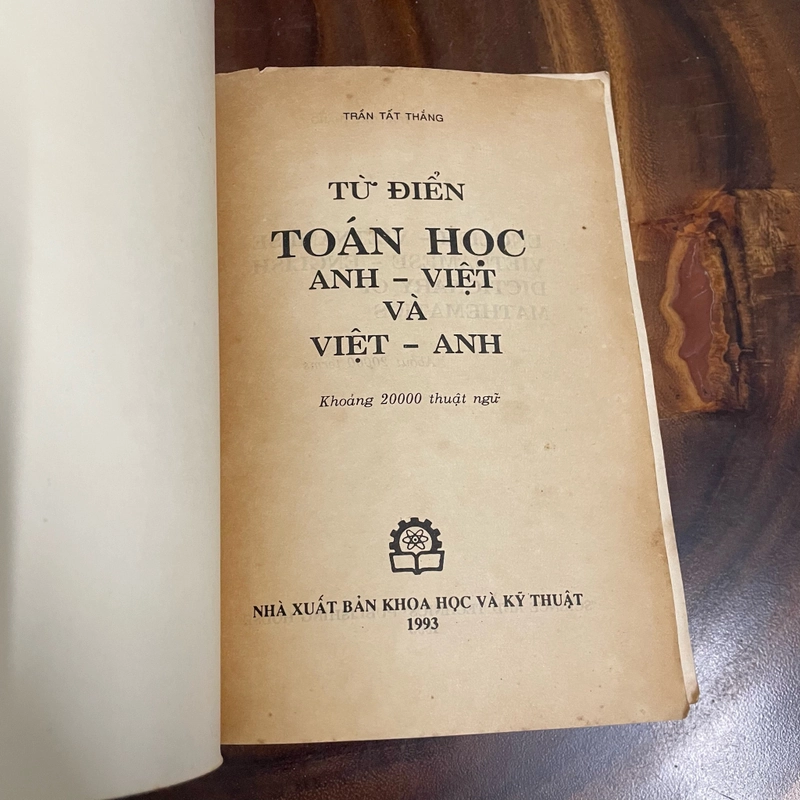 TRẦN TẤT THẮNG
TỪ ĐIỂN
TOÁN HỌC
ANH – VIỆT
VÀ
VIỆT – ANH
Khoảng 20000 thuật ngữ
NHÀ XUẤT BẢN KHOA HỌC VÀ KỸ THUẬT
1993